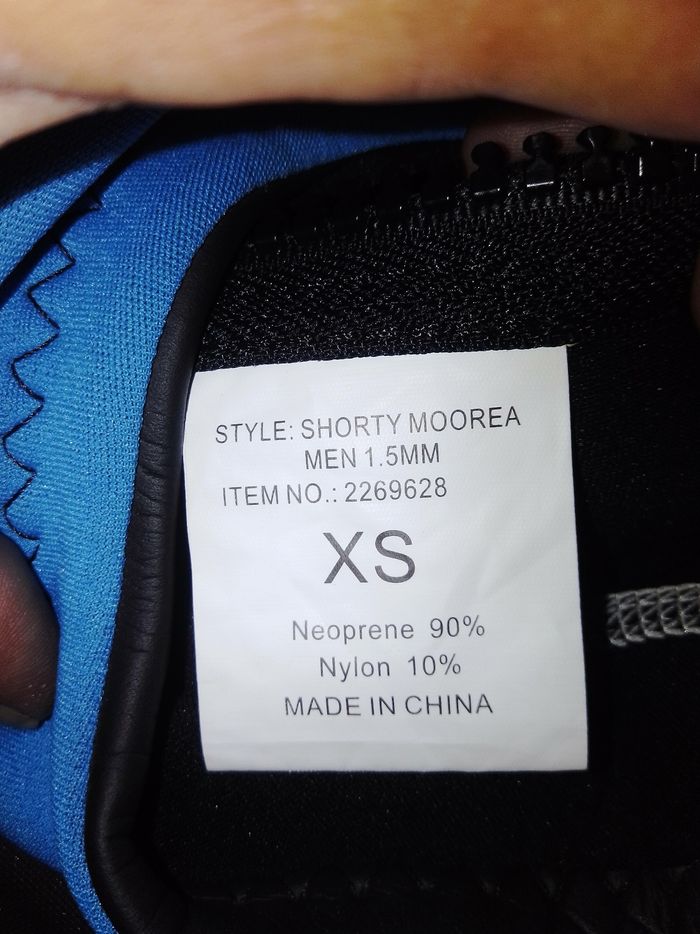 STYLE: SHORTY MOOREA
MEN 1.5MM
ITEM NO.: 2269628
XS
Neoprene 90%
Nylon 10%
MADE IN CHINA